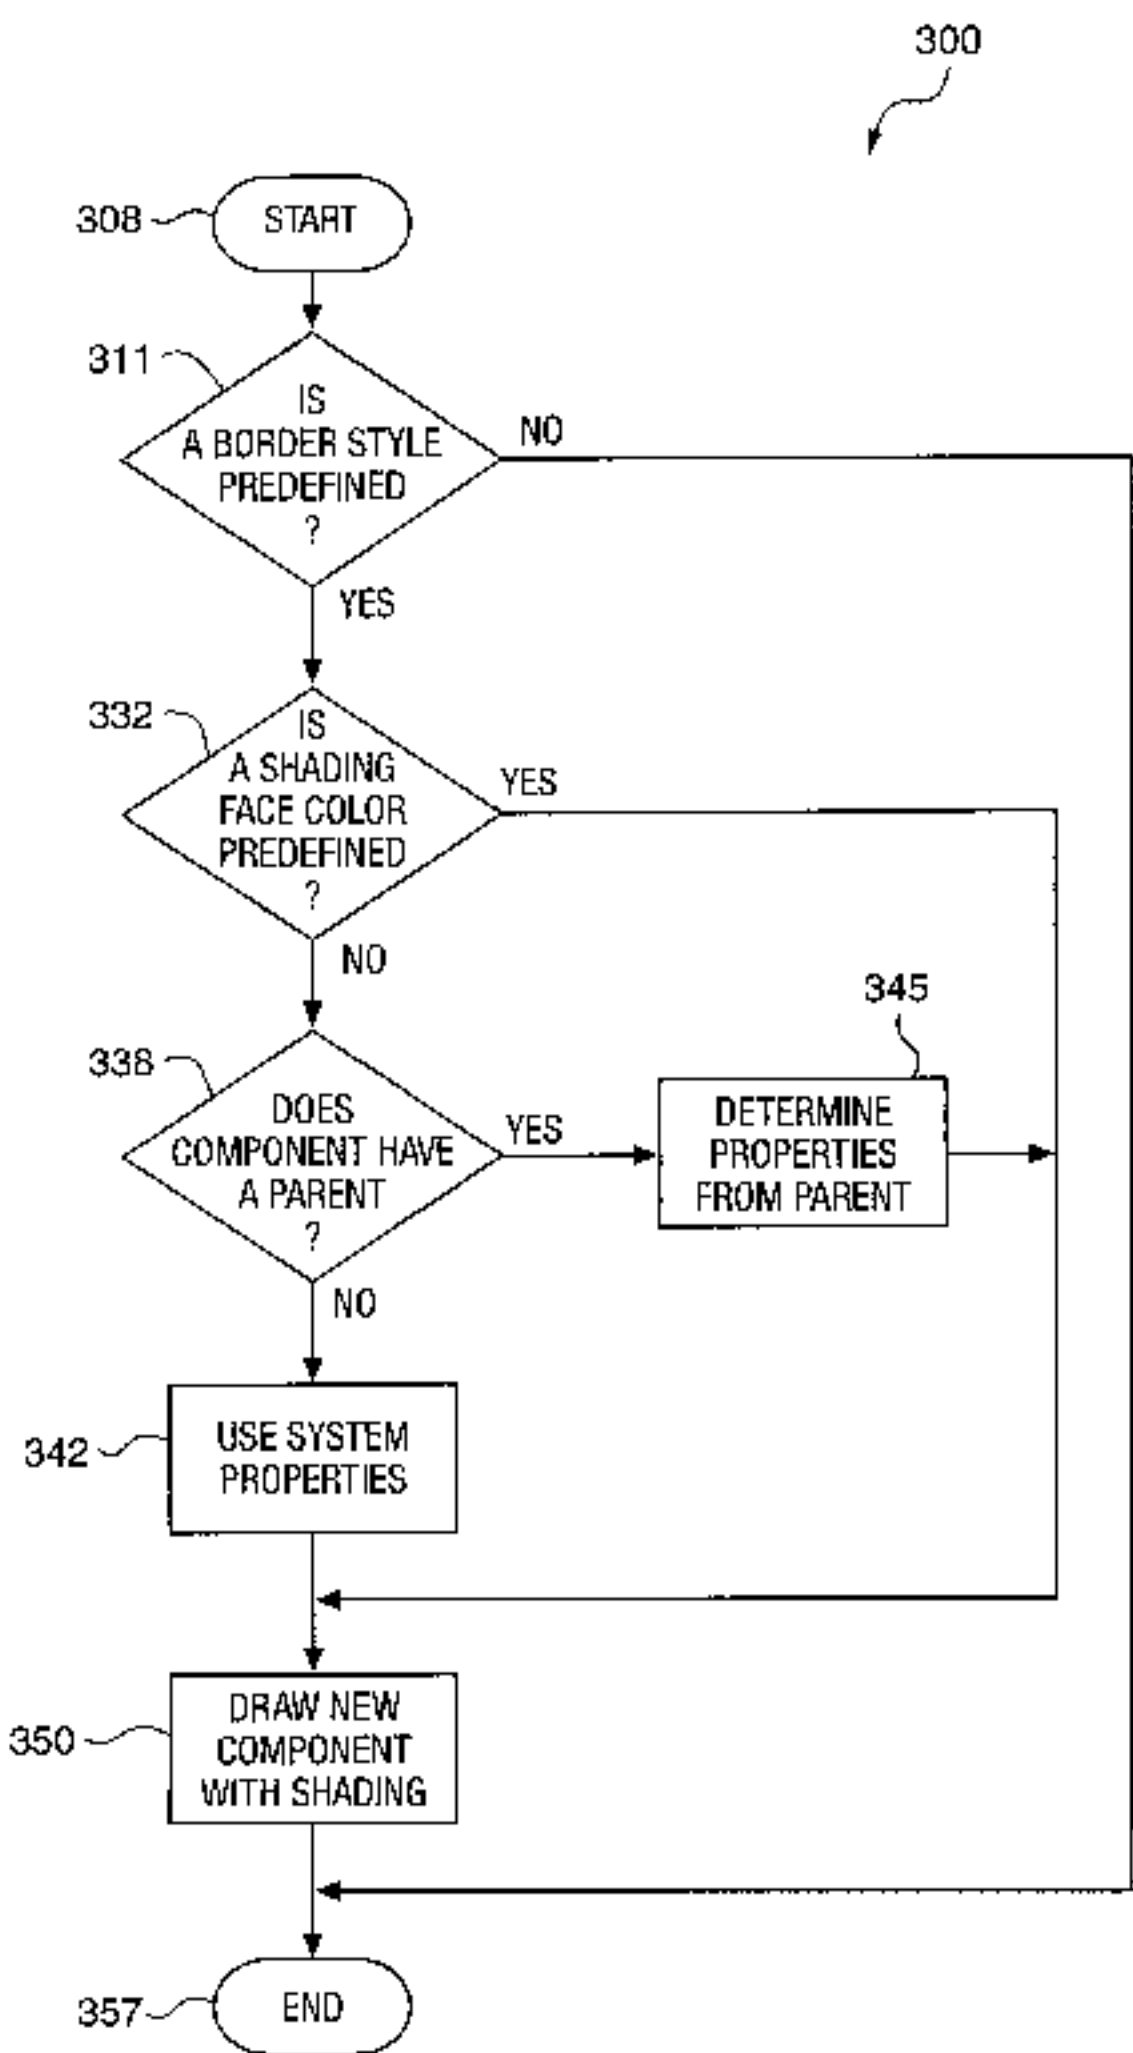 300
308
START
311
IS
A BORDER STYLE
PREDEFINED
?
NO
YES
332
IS
A SHADING
FACE COLOR
PREDEFINED
?
YES
NO
338
DOES
COMPONENT HAVE
A PARENT
?
YES
345
DETERMINE
PROPERTIES
FROM PARENT
NO
342
USE SYSTEM
PROPERTIES
350
DRAW NEW
COMPONENT
WITH SHADING
357
END